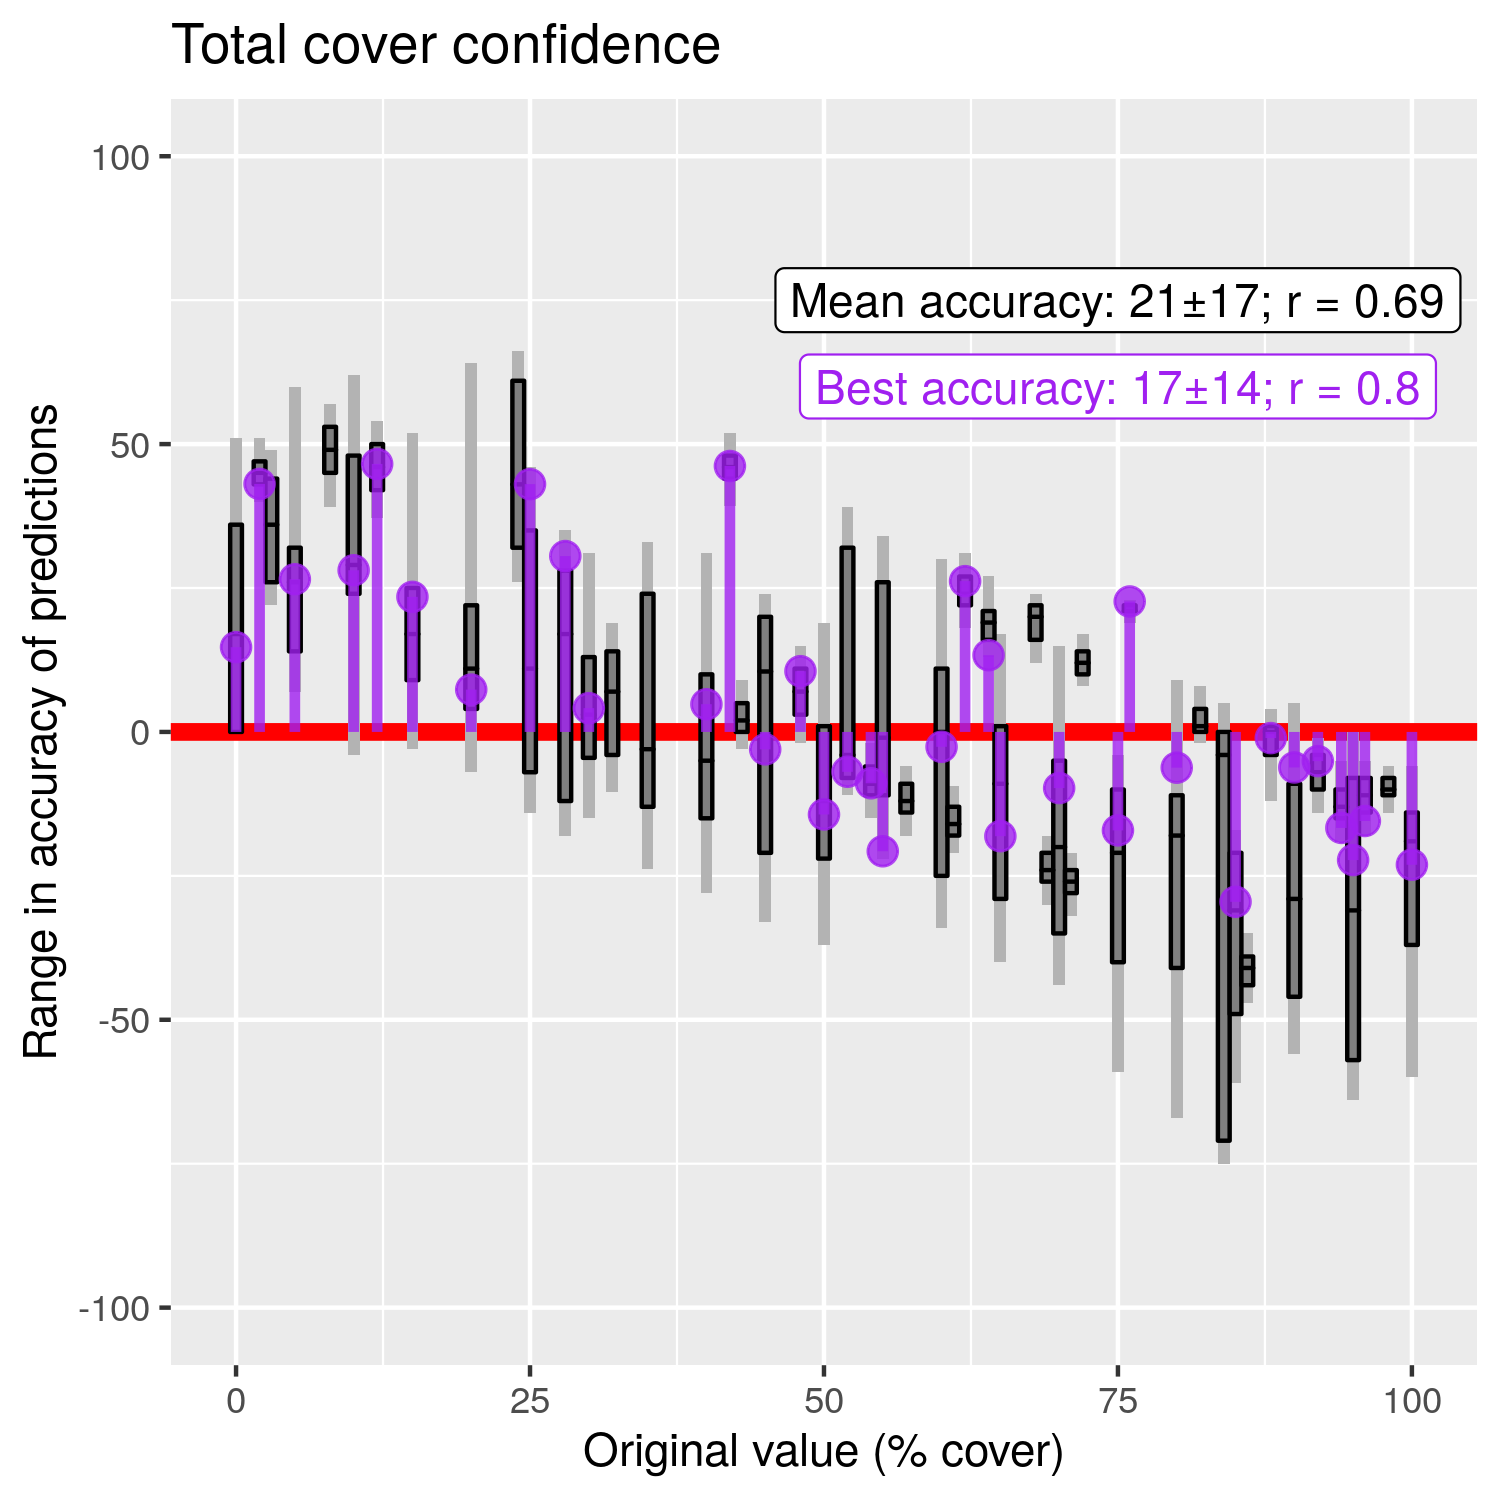 Total cover confidence
Range in accuracy of predictions
100
50
0
-50
-100
Mean accuracy: 21±17; r = 0.69
Best accuracy: 17±14; r = 0.8
0 25 50 75 100
Original value (% cover)